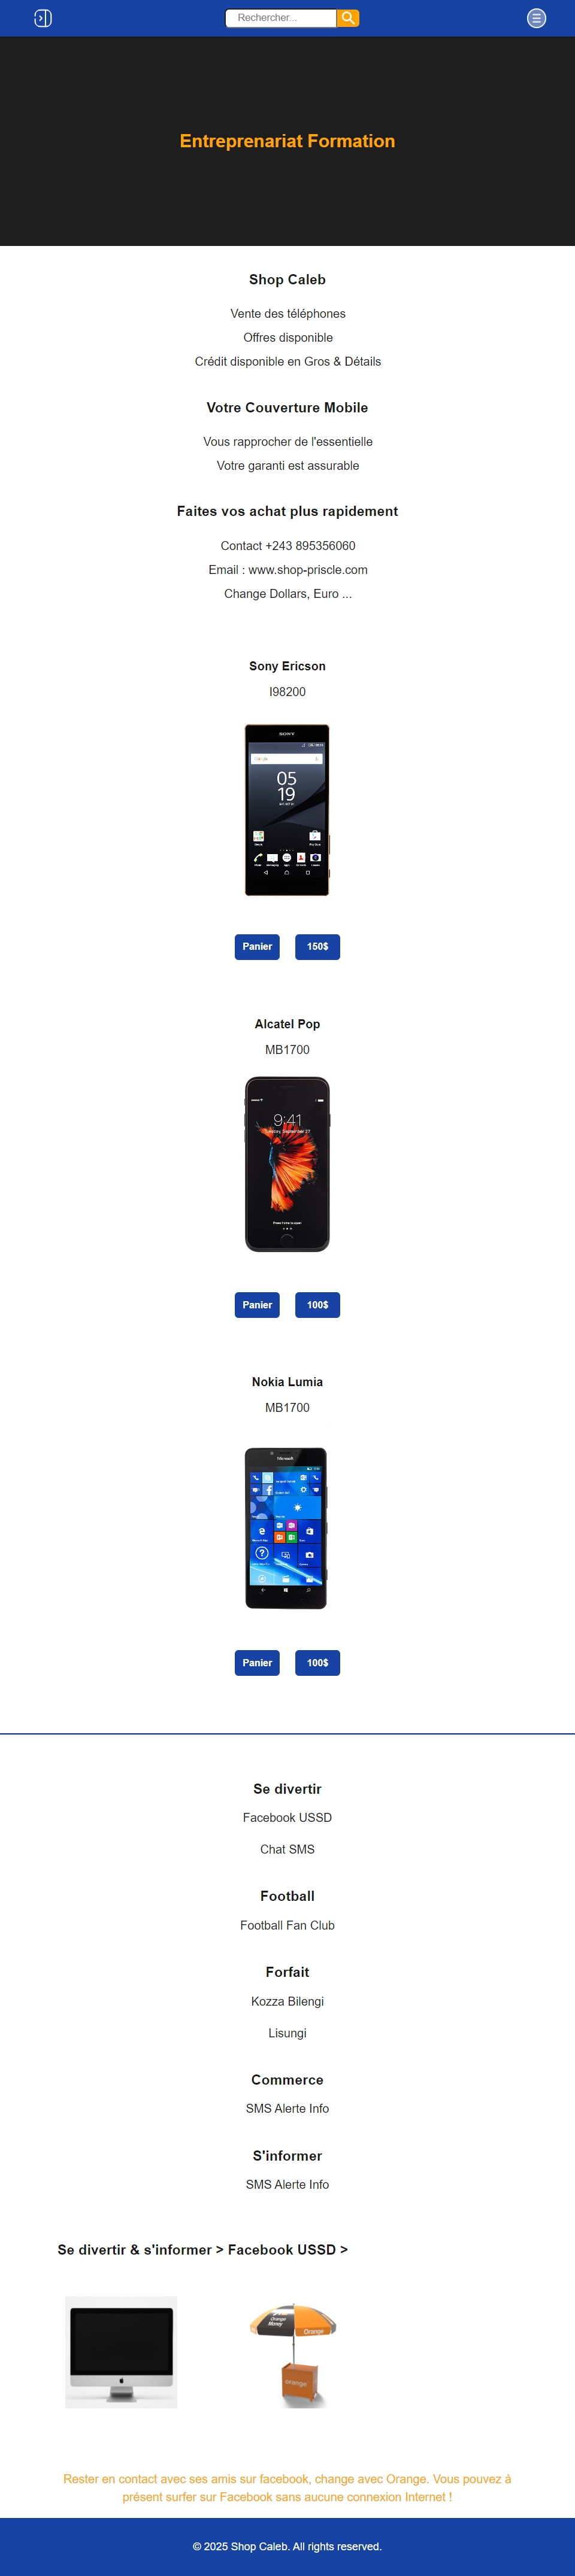 Rechercher...
Entreprenariat Formation
Shop Caleb
Vente des téléphones
Offres disponible
Crédit disponible en Gros & Détails
Votre Couverture Mobile
Vous rapprocher de l'essentielle
Votre garanti est assurable
Faites vos achat plus rapidement
Contact +243 895356060
Email : www.shop-priscle.com
Change Dollars, Euro ...
Sony Ericson
I98200
SONY
05
19
Panier 150$
Alcatel Pop
MB1700
9:41
Panier 100$
Nokia Lumia
MB1700
Microsoft
Panier 100$
Se divertir
Facebook USSD
Chat SMS
Football
Football Fan Club
Forfait
Kozza Bilengi
Lisungi
Commerce
SMS Alerte Info
S'informer
SMS Alerte Info
Se divertir & s'informer > Facebook USSD >
Orange
Money
Orange
orange
Rester en contact avec ses amis sur facebook, change avec Orange. Vous pouvez à
présent surfer sur Facebook sans aucune connexion Internet !
© 2025 Shop Caleb. All rights reserved.